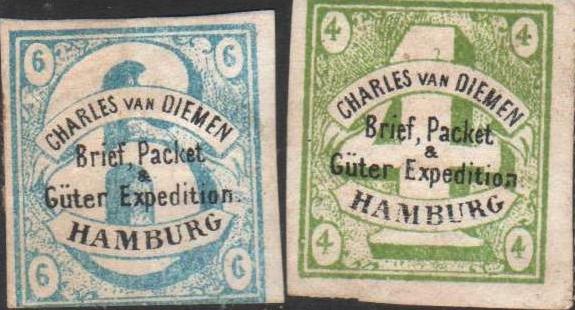 6 6
CHARLES VAN DIEMEN
Brief, Packet
&
Güter Expedition.
HAMBURG
6 6
4 4
CHARLES VAN DIEMEN
Brief, Packet
&
Güter Expedition.
HAMBURG
4 4